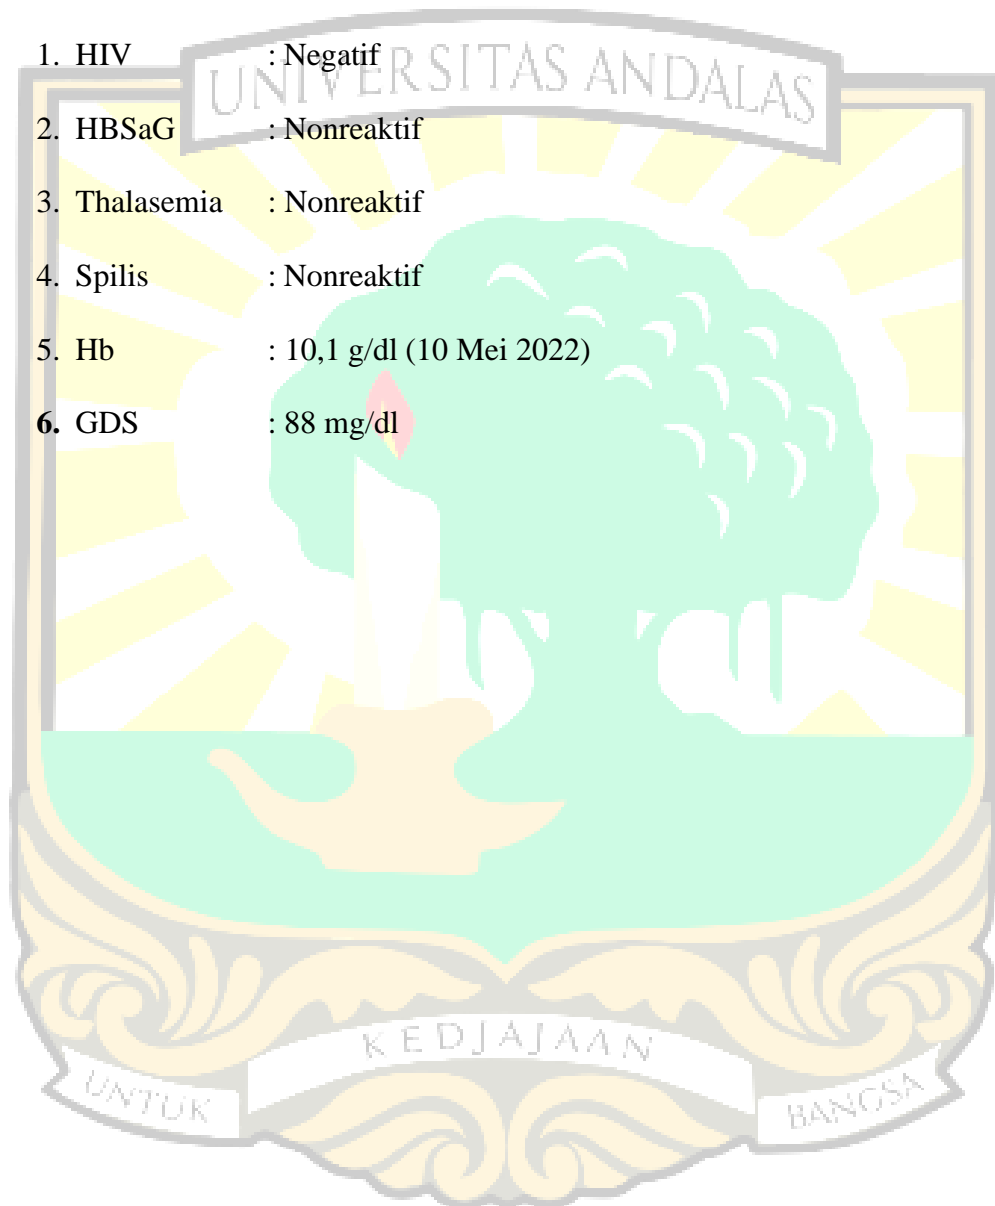 UNIVERSITAS ANDALAS
1. HIV : Negatif
2. HBSaG : Nonreaktif
3. Thalasemia : Nonreaktif
4. Spilis : Nonreaktif
5. Hb : 10,1 g/dl (10 Mei 2022)
6. GDS : 88 mg/dl
UNTUK KEDJAJAAN BANGSA